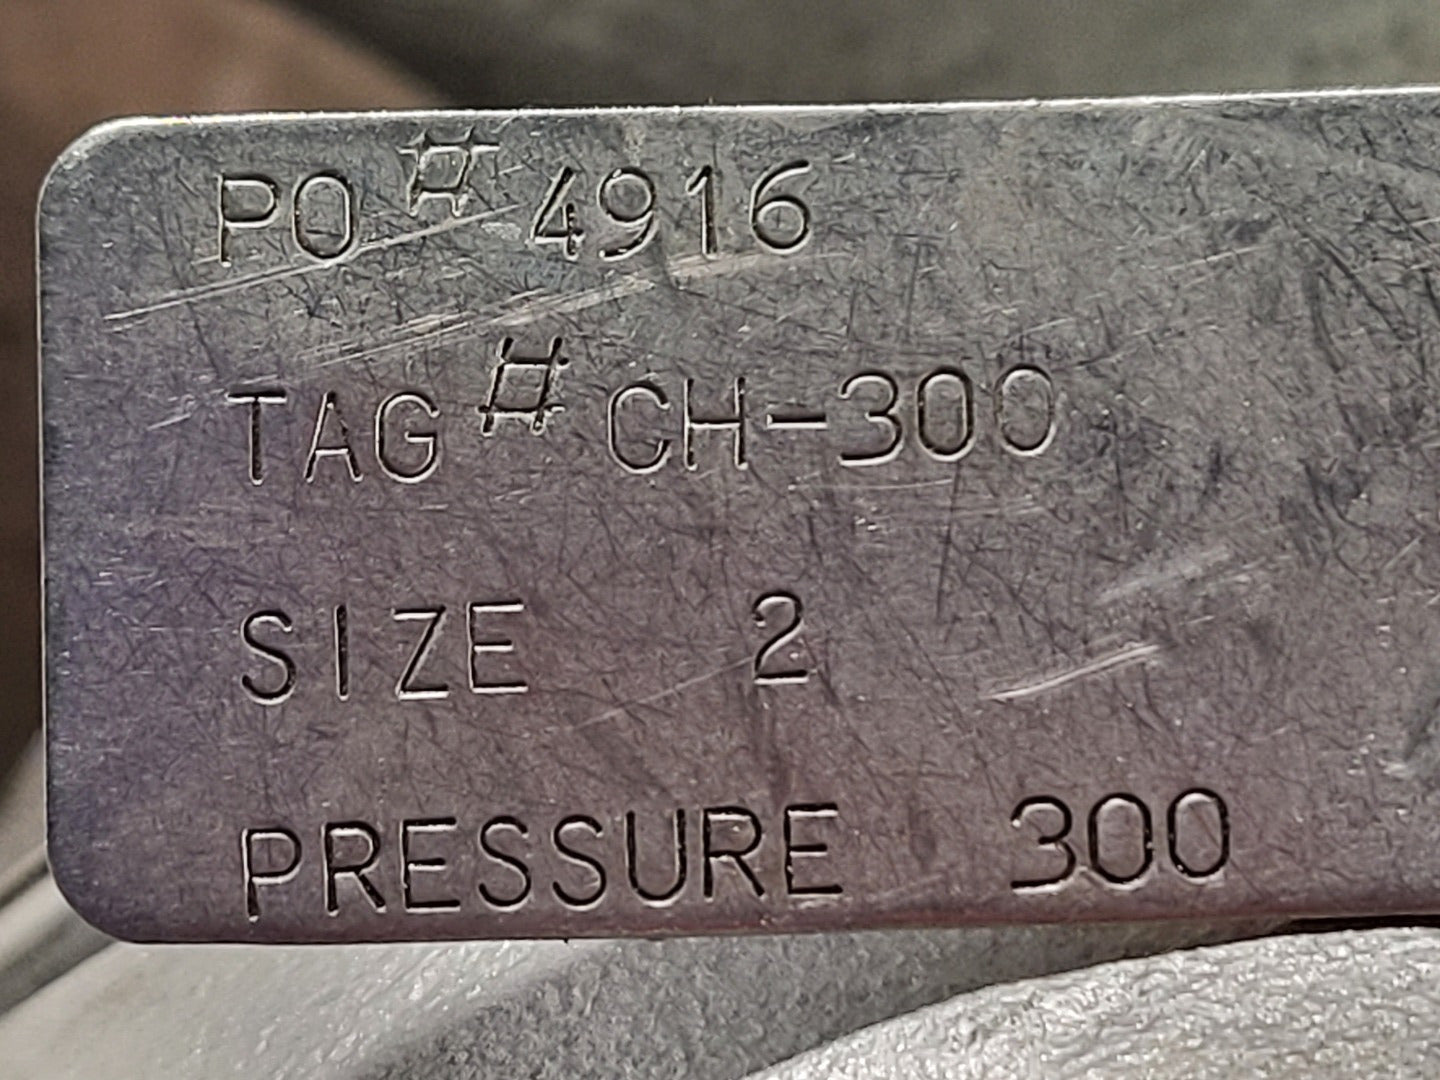 PO # 4916
TAG # CH-300
SIZE 2
PRESSURE 300